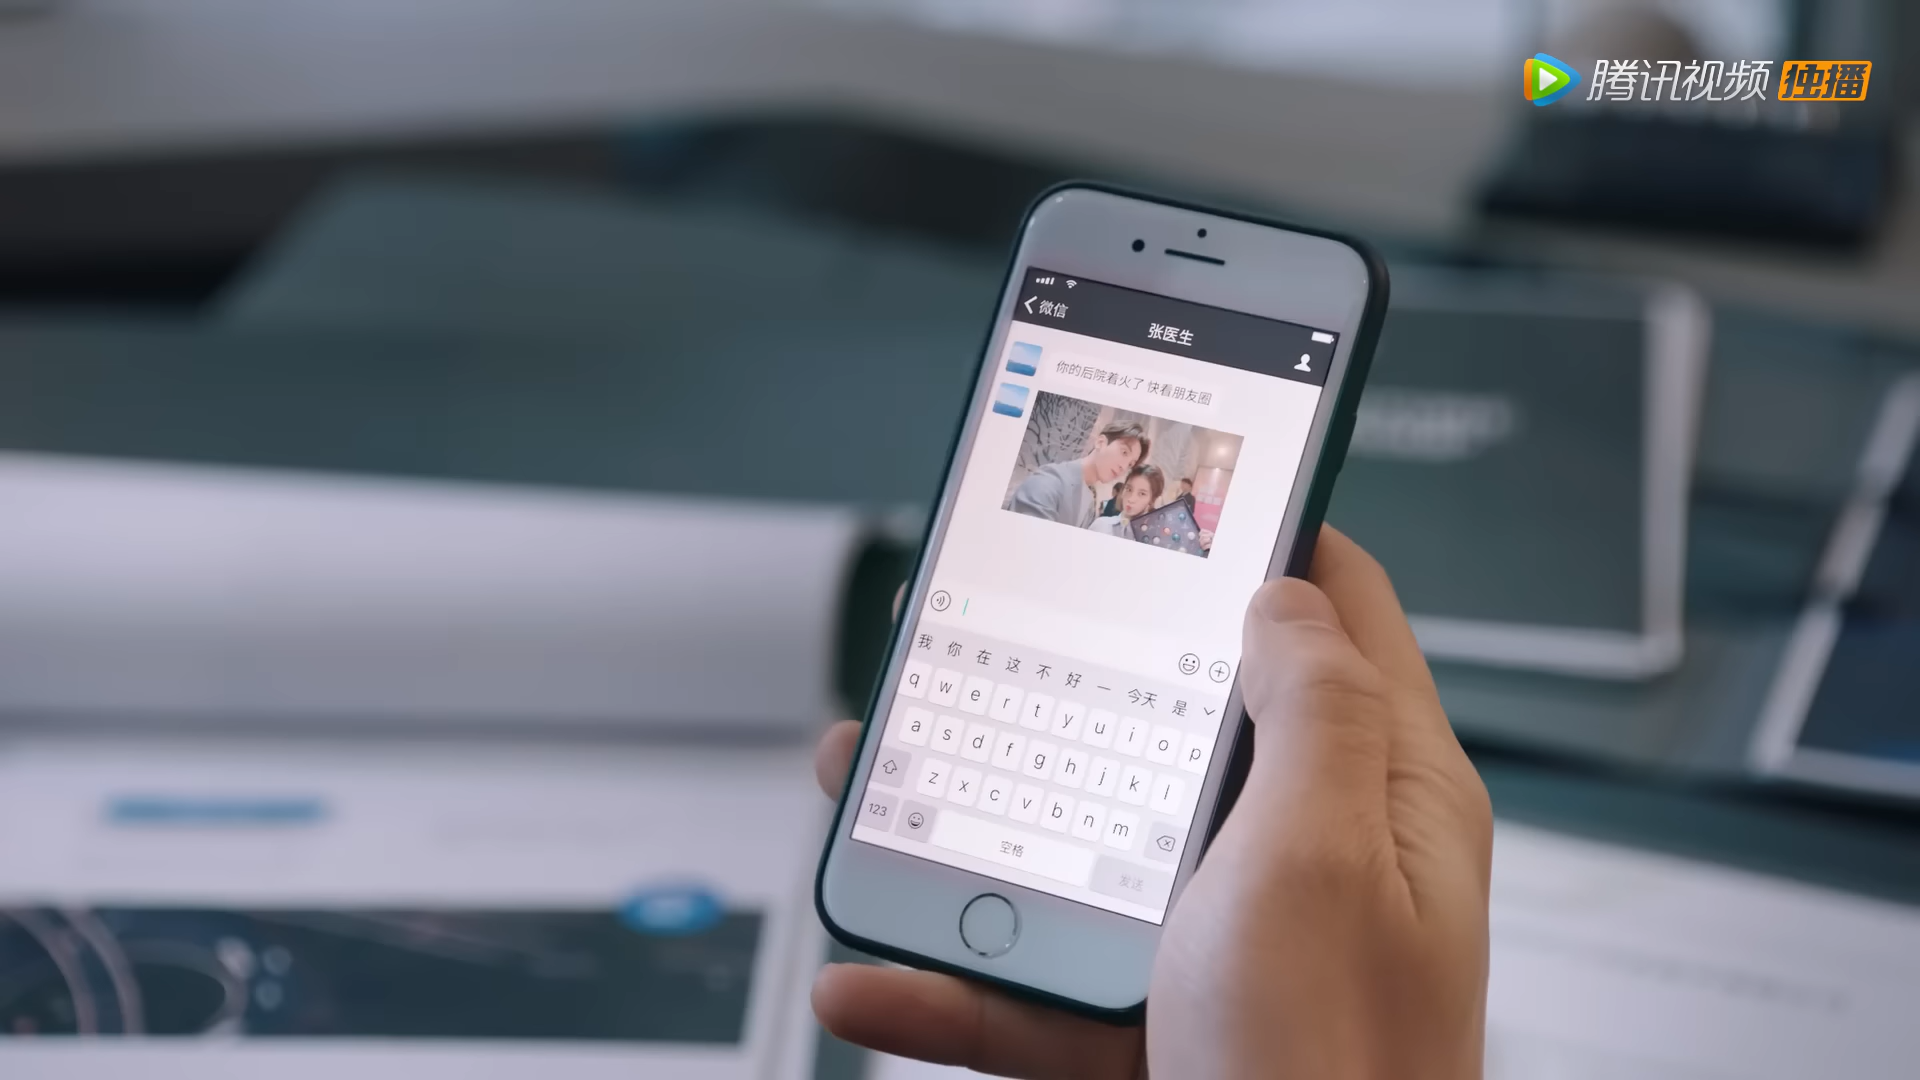 腾讯视频 独播
微信
张医生
你的后院着火了 快看朋友圈
我 你 在 这 不 好 一 今天 是
q w e r t y u i o p
a s d f g h j k l
z x c v b n m
123
空格
发送